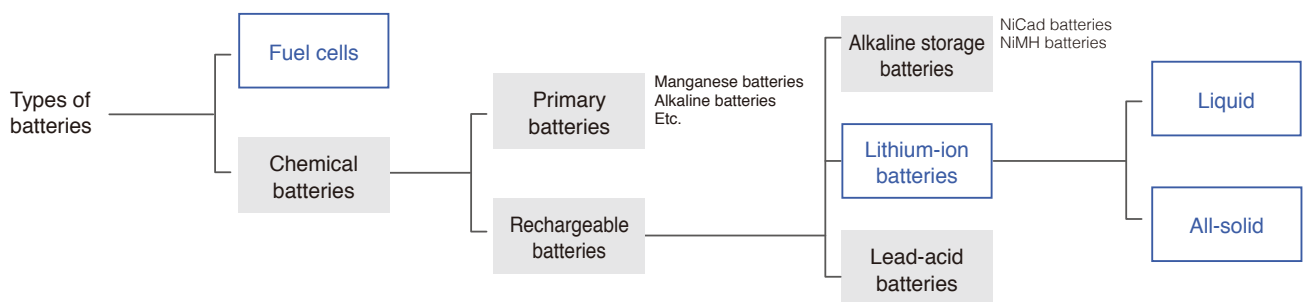 Types of
batteries
Fuel cells
Chemical
batteries
Primary
batteries
Manganese batteries
Alkaline batteries
Etc.
Rechargeable
batteries
Alkaline storage
batteries
NiCad batteries
NiMH batteries
Lithium-ion
batteries
Lead-acid
batteries
Liquid
All-solid